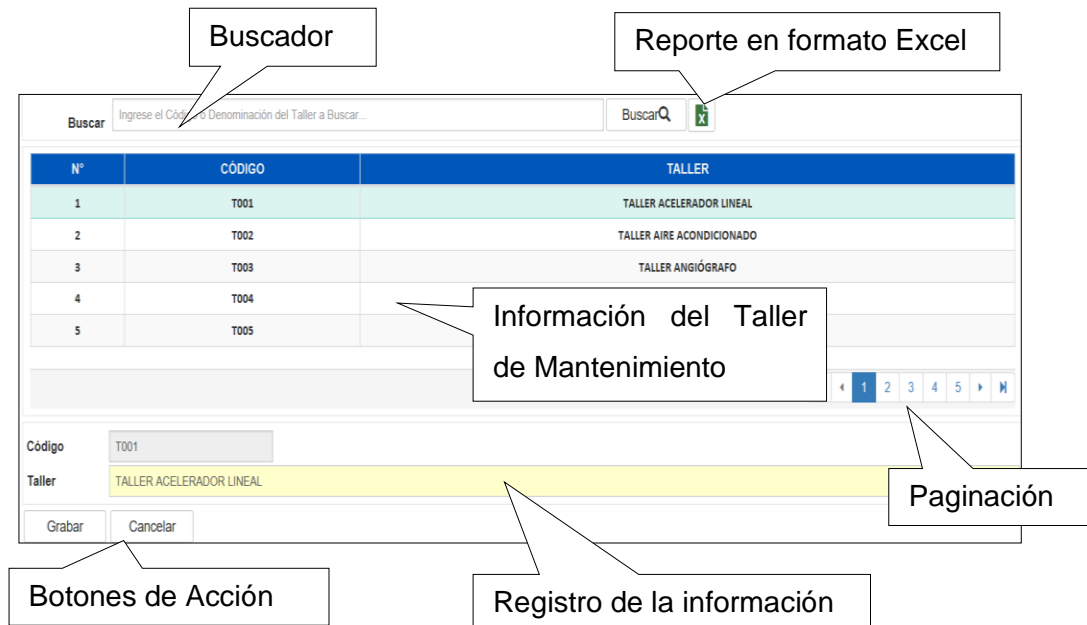 Buscador
Reporte en formato Excel
Buscar
Ingrese el Código o Denominación del Taller a Buscar...
Buscar
N° CÓDIGO TALLER
1 T001 TALLER ACELERADOR LINEAL
2 T002 TALLER AIRE ACONDICIONADO
3 T003 TALLER ANGIÓGRAFO
4 T004
5 T005
Información del Taller
de Mantenimiento
1 2 3 4 5
Código T001
Taller TALLER ACELERADOR LINEAL
Paginación
Grabar Cancelar
Botones de Acción
Registro de la información